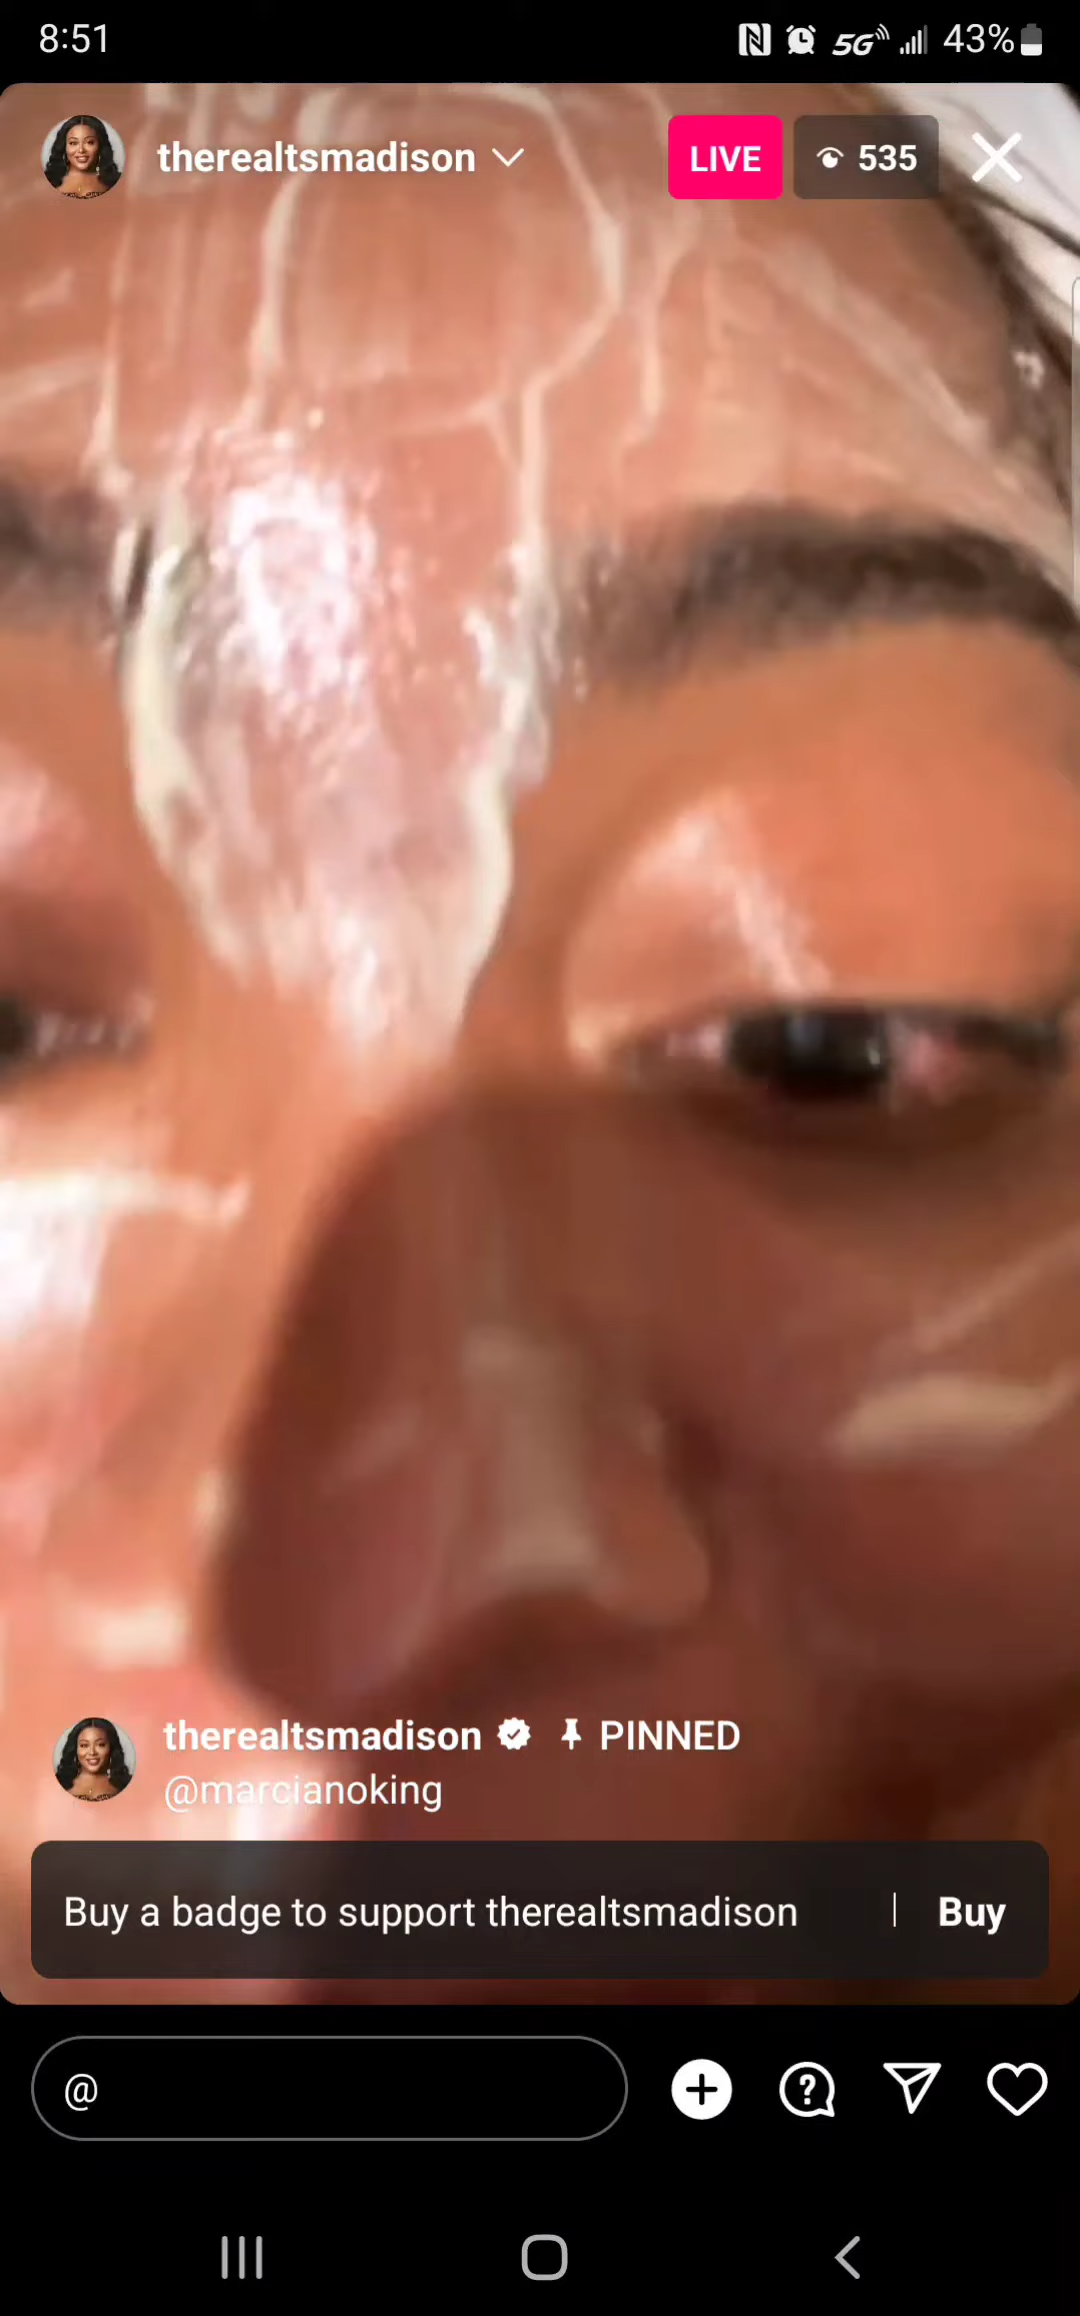 8:51
5G 43%
therealtsmadison LIVE 535
therealtsmadison PINNED
@marcianoking
Buy a badge to support therealtsmadison | Buy
@